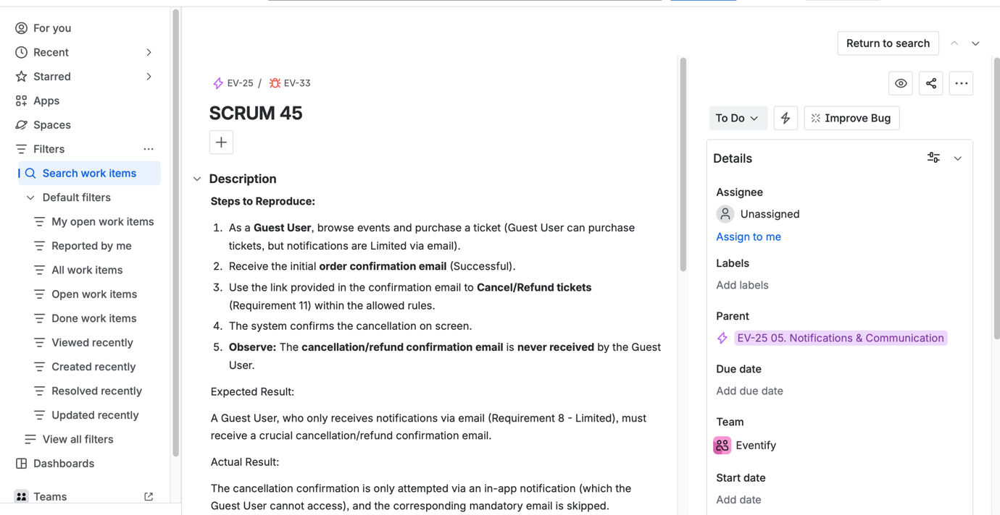 For you
Recent
Starred
Apps
Spaces
Filters
Search work items
Default filters
My open work items
Reported by me
All work items
Open work items
Done work items
Viewed recently
Created recently
Resolved recently
Updated recently
View all filters
Dashboards
Teams
Return to search
EV-25 / EV-33
SCRUM 45
Description
Steps to Reproduce:
1. As a Guest User, browse events and purchase a ticket (Guest User can purchase
tickets, but notifications are Limited via email).
2. Receive the initial order confirmation email (Successful).
3. Use the link provided in the confirmation email to Cancel/Refund tickets
(Requirement 11) within the allowed rules.
4. The system confirms the cancellation on screen.
5. Observe: The cancellation/refund confirmation email is never received by the Guest
User.
Expected Result:
A Guest User, who only receives notifications via email (Requirement 8 - Limited), must
receive a crucial cancellation/refund confirmation email.
Actual Result:
The cancellation confirmation is only attempted via an in-app notification (which the
Guest User cannot access), and the corresponding mandatory email is skipped.
To Do
Improve Bug
Details
Assignee
Unassigned
Assign to me
Labels
Add labels
Parent
EV-25 05. Notifications & Communication
Due date
Add due date
Team
Eventify
Start date
Add date